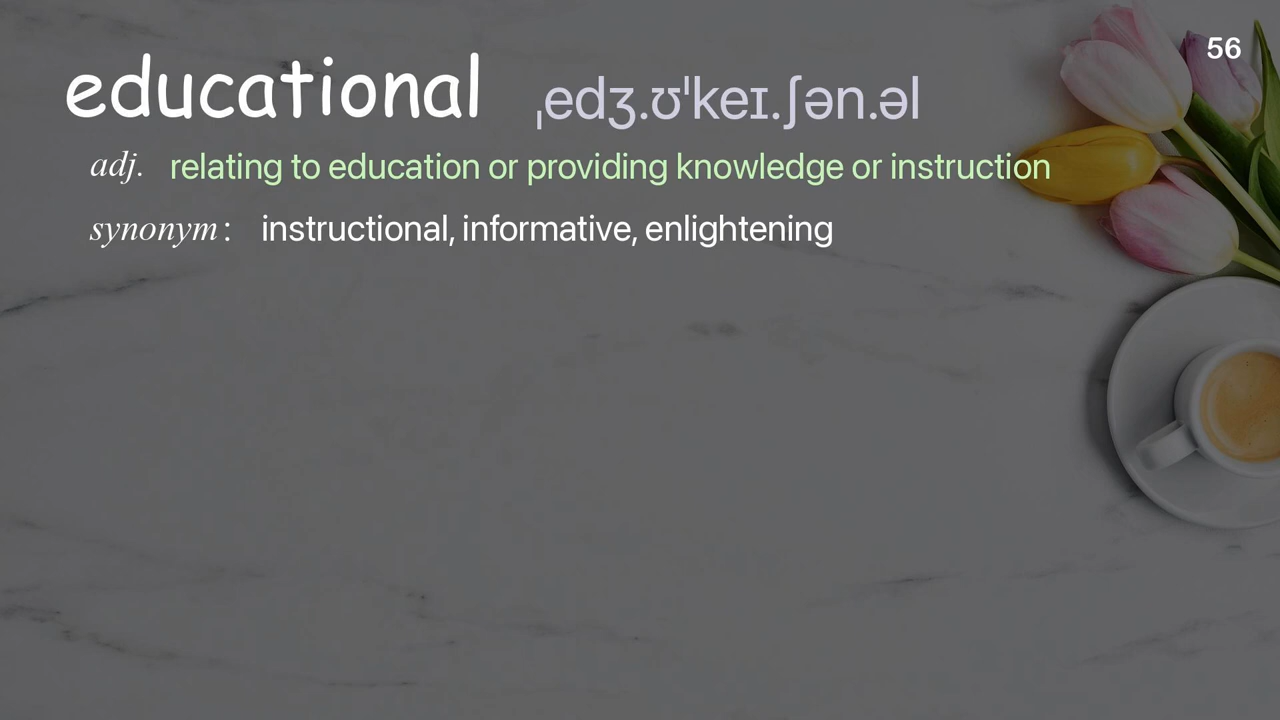 56
educational ˌedʒ.ʊˈkeɪ.ʃən.əl
adj. relating to education or providing knowledge or instruction
synonym: instructional, informative, enlightening